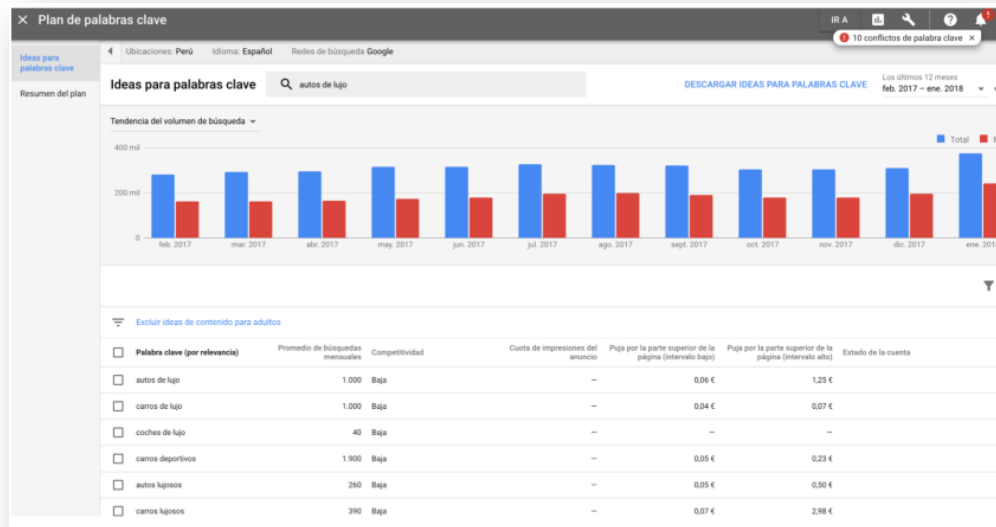 Plan de palabras clave
IR A
10 conflictos de palabra clave
Ideas para
palabras clave
Resumen del plan
Ubicaciones: Perú Idioma: Español Redes de búsqueda Google
Ideas para palabras clave
autos de lujo
DESCARGAR IDEAS PARA PALABRAS CLAVE
Los últimos 12 meses
feb. 2017 – ene. 2018
Tendencia del volumen de búsqueda
Total
400 mil
200 mil
0
feb. 2017 mar. 2017 abr. 2017 may. 2017 jun. 2017 jul. 2017 ago. 2017 sept. 2017 oct. 2017 nov. 2017 dic. 2017 ene. 201
Excluir ideas de contenido para adultos
Palabra clave (por relevancia) Promedio de búsquedas mensuales Competitividad Cuota de impresiones del anuncio Puja por la parte superior de la página (intervalo bajo) Puja por la parte superior de la página (intervalo alto) Estado de la cuenta
autos de lujo 1.000 Baja – 0,06 € 1,25 €
carros de lujo 1.000 Baja – 0,04 € 0,07 €
coches de lujo 40 Baja – – –
carros deportivos 1.900 Baja – 0,05 € 0,23 €
autos lujosos 260 Baja – 0,05 € 0,50 €
carros lujosos 390 Baja – 0,07 € 2,98 €